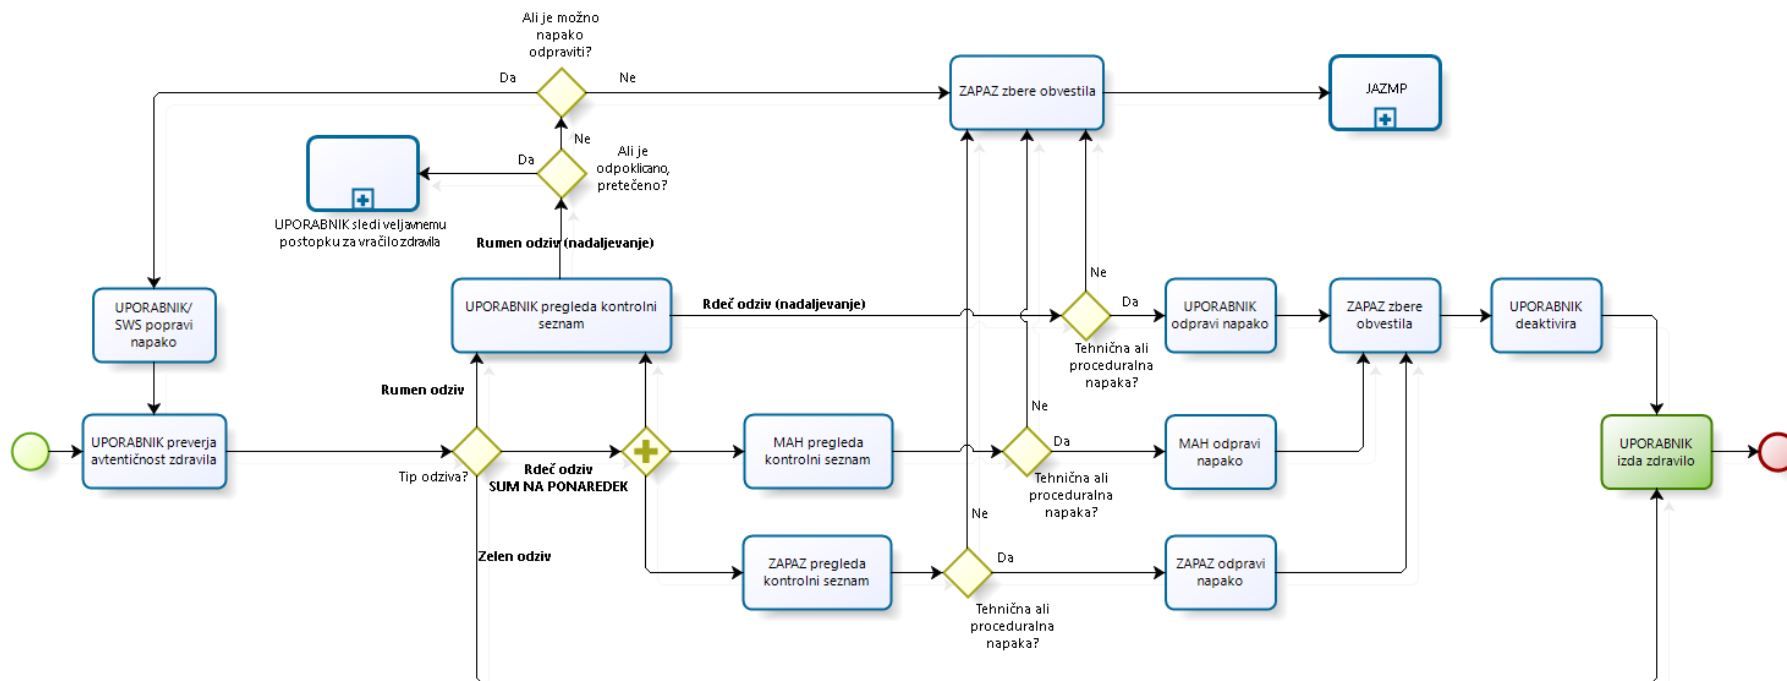 Ali je možno
napako
odpraviti?
Da
Ne
ZAPAZ zbere obvestila
JAZMP
Ne
Da
Ali je
odpoklicano,
pretečeno?
UPORABNIK sledi veljavnemu
postopku za vračilo zdravila
Rumen odziv (nadaljevanje)
UPORABNIK/
SWS popravi
napako
UPORABNIK pregleda kontrolni
seznam
Rdeč odziv (nadaljevanje)
Ne
Da
Tehnična ali
proceduralna
napaka?
UPORABNIK
odpravi napako
ZAPAZ zbere
obvestila
UPORABNIK
deaktivira
Rumen odziv
UPORABNIK preverja
avtentičnost zdravila
Tip odziva?
Rdeč odziv
SUM NA PONAREDEK
MAH pregleda
kontrolni seznam
Ne
Da
Tehnična ali
proceduralna
napaka?
MAH odpravi
napako
UPORABNIK
izda zdravilo
Zelen odziv
ZAPAZ pregleda
kontrolni seznam
Ne
Da
Tehnična ali
proceduralna
napaka?
ZAPAZ odpravi
napako